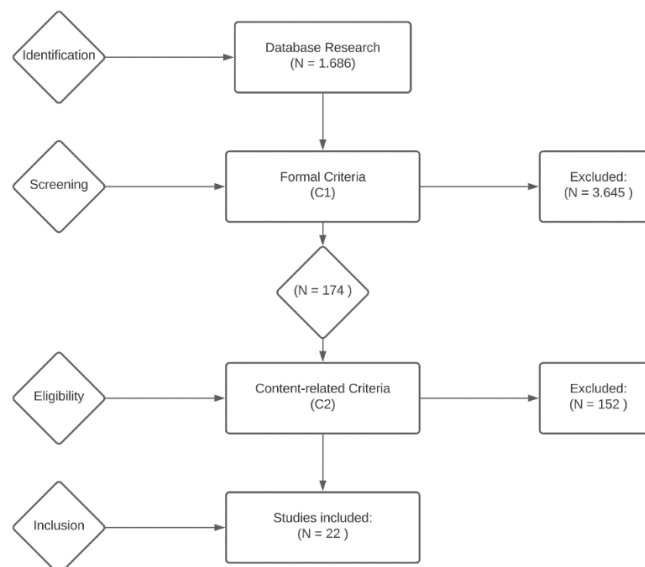 Identification
Database Research
(N = 1.686)
Screening
Formal Criteria
(C1)
Excluded:
(N = 3.645 )
(N = 174 )
Eligibility
Content-related Criteria
(C2)
Excluded:
(N = 152 )
Inclusion
Studies included:
(N = 22 )